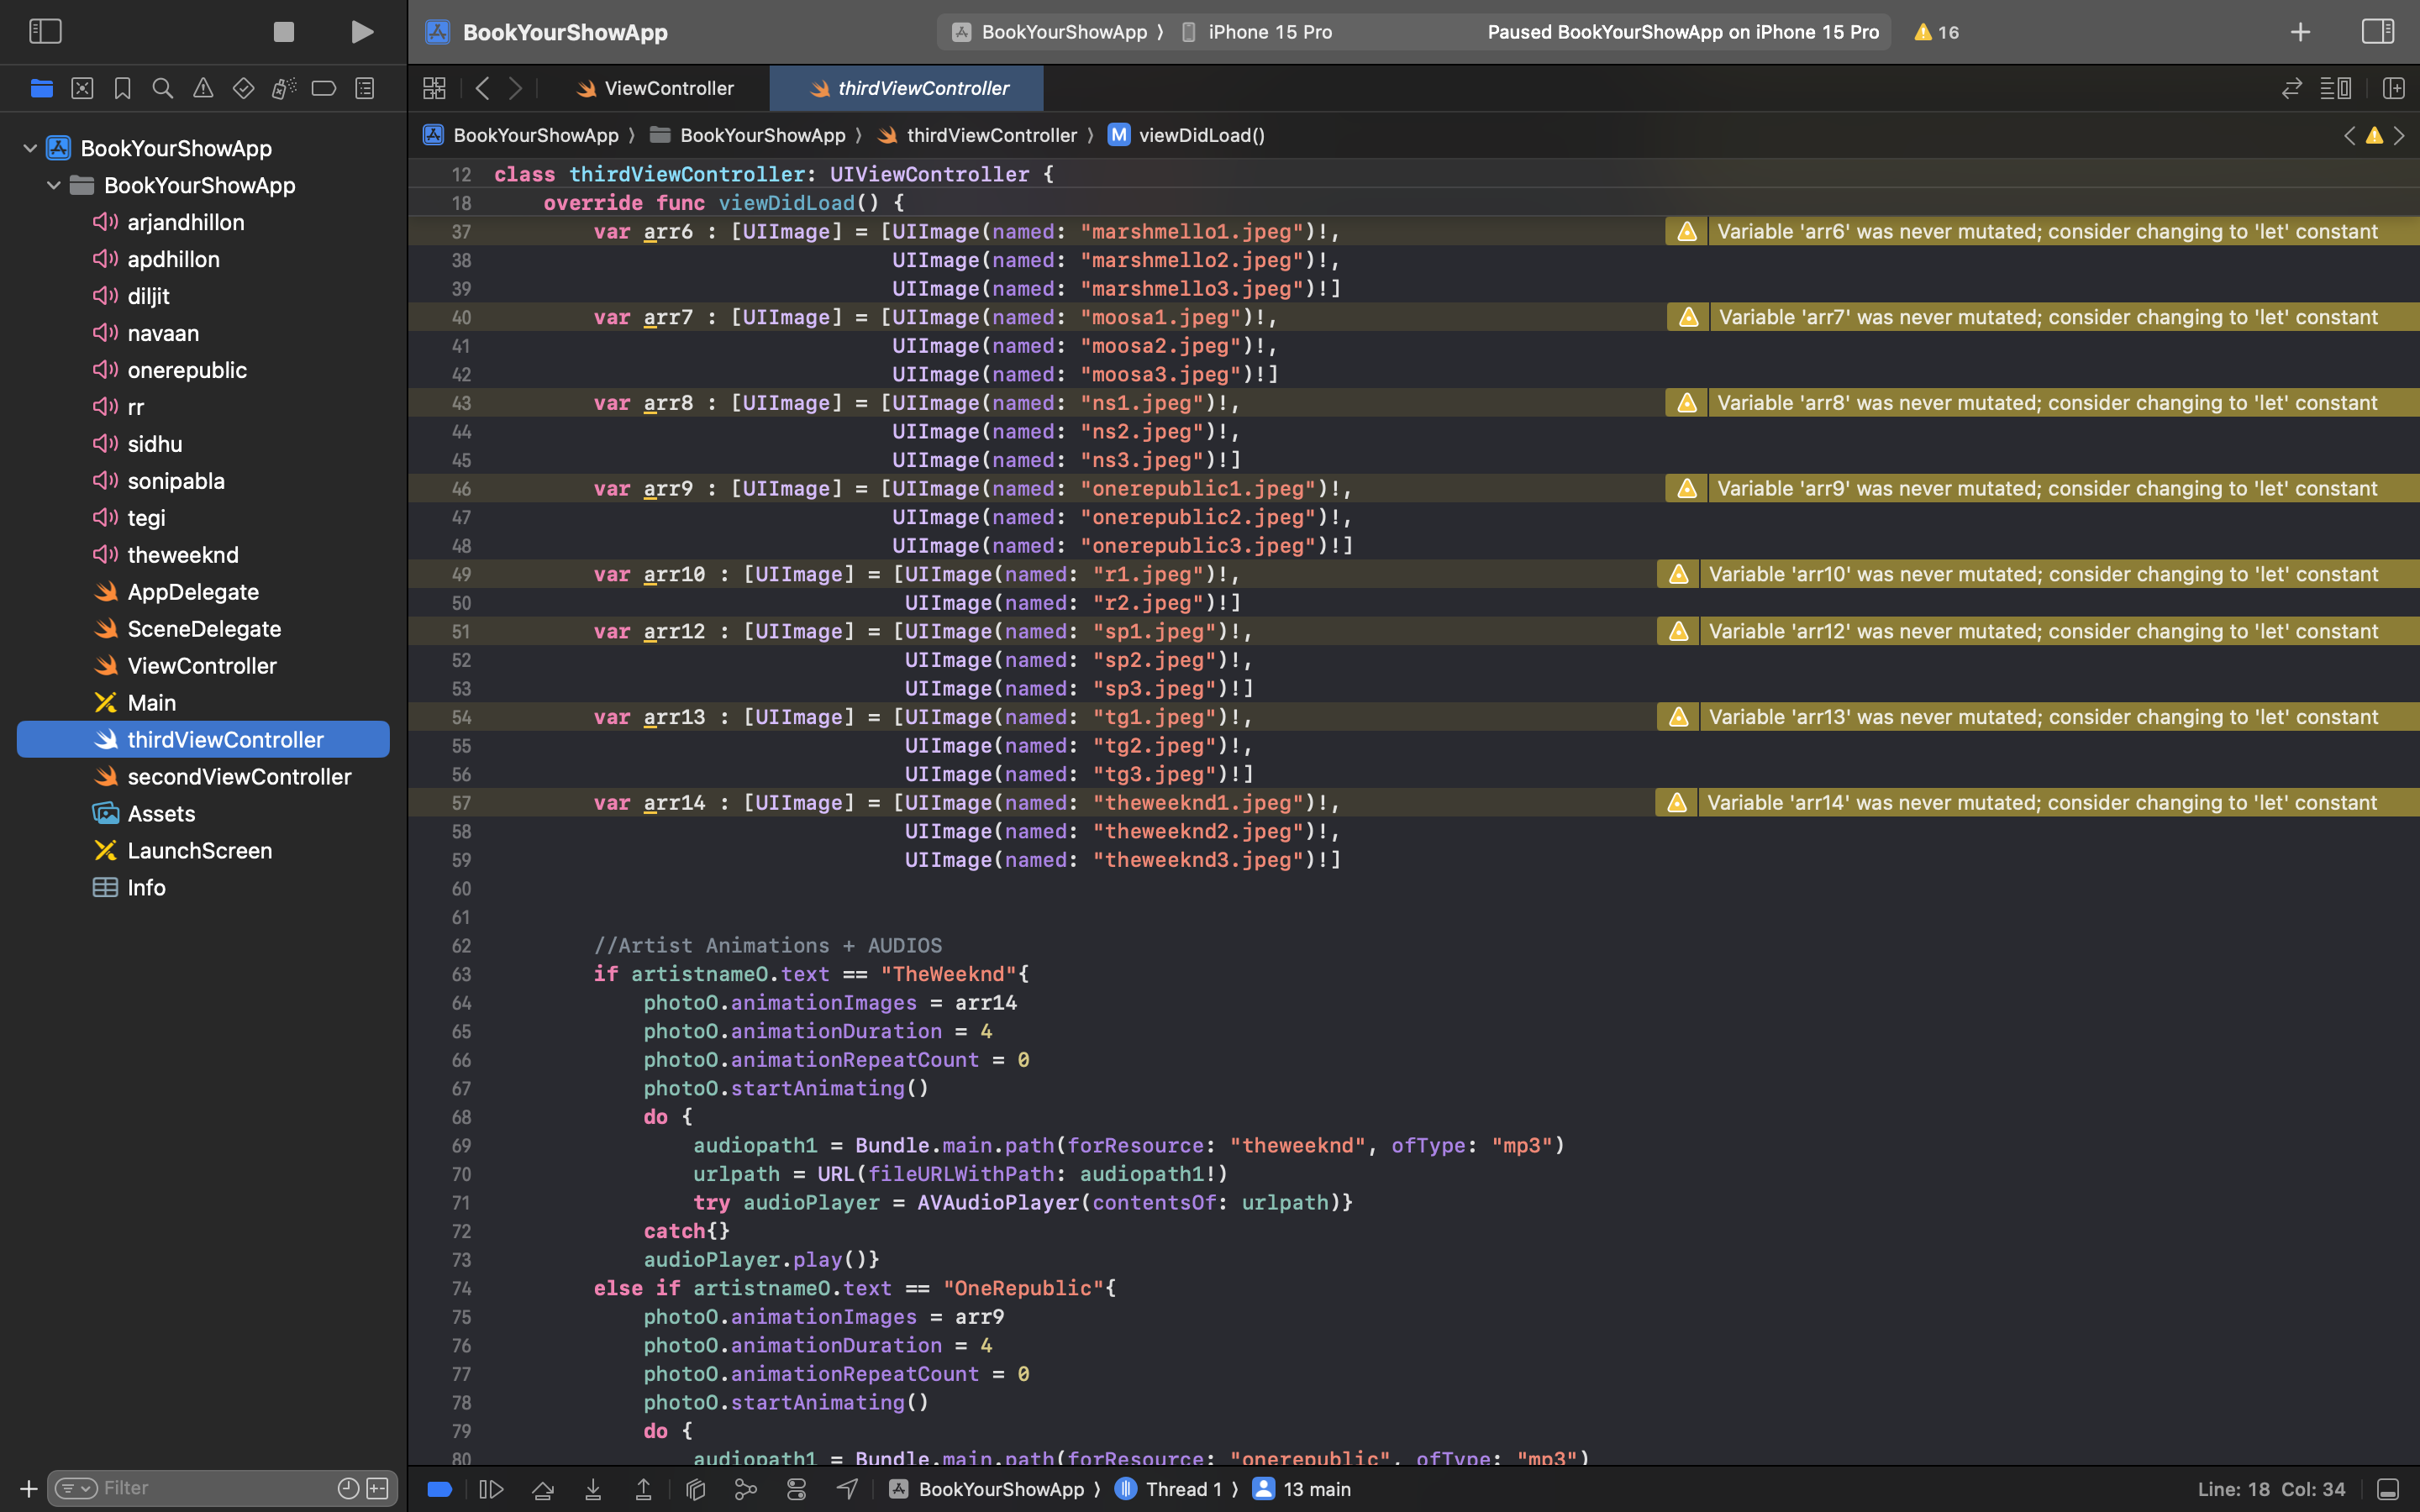 BookYourShowApp
BookYourShowApp 〉 iPhone 15 Pro
Paused BookYourShowApp on iPhone 15 Pro
16
ViewController
thirdViewController
BookYourShowApp 〉 BookYourShowApp 〉 thirdViewController 〉 M viewDidLoad()
BookYourShowApp
BookYourShowApp
arjandhillon
apdhillon
diljit
navaan
onerepublic
rr
sidhu
sonipabla
tegi
theweeknd
AppDelegate
SceneDelegate
ViewController
Main
thirdViewController
secondViewController
Assets
LaunchScreen
Info
Filter
12 class thirdViewController: UIViewController {
18 override func viewDidLoad() {
37 var arr6 : [UIImage] = [UIImage(named: "marshmello1.jpeg")!, Variable 'arr6' was never mutated; consider changing to 'let' constant
38 UIImage(named: "marshmello2.jpeg")!,
39 UIImage(named: "marshmello3.jpeg")!]
40 var arr7 : [UIImage] = [UIImage(named: "moosa1.jpeg")!, Variable 'arr7' was never mutated; consider changing to 'let' constant
41 UIImage(named: "moosa2.jpeg")!,
42 UIImage(named: "moosa3.jpeg")!]
43 var arr8 : [UIImage] = [UIImage(named: "ns1.jpeg")!, Variable 'arr8' was never mutated; consider changing to 'let' constant
44 UIImage(named: "ns2.jpeg")!,
45 UIImage(named: "ns3.jpeg")!]
46 var arr9 : [UIImage] = [UIImage(named: "onerepublic1.jpeg")!, Variable 'arr9' was never mutated; consider changing to 'let' constant
47 UIImage(named: "onerepublic2.jpeg")!,
48 UIImage(named: "onerepublic3.jpeg")!]
49 var arr10 : [UIImage] = [UIImage(named: "r1.jpeg")!, Variable 'arr10' was never mutated; consider changing to 'let' constant
50 UIImage(named: "r2.jpeg")!]
51 var arr12 : [UIImage] = [UIImage(named: "sp1.jpeg")!, Variable 'arr12' was never mutated; consider changing to 'let' constant
52 UIImage(named: "sp2.jpeg")!,
53 UIImage(named: "sp3.jpeg")!]
54 var arr13 : [UIImage] = [UIImage(named: "tg1.jpeg")!, Variable 'arr13' was never mutated; consider changing to 'let' constant
55 UIImage(named: "tg2.jpeg")!,
56 UIImage(named: "tg3.jpeg")!]
57 var arr14 : [UIImage] = [UIImage(named: "theweeknd1.jpeg")!, Variable 'arr14' was never mutated; consider changing to 'let' constant
58 UIImage(named: "theweeknd2.jpeg")!,
59 UIImage(named: "theweeknd3.jpeg")!]
60
61
62 //Artist Animations + AUDIOS
63 if artistnameO.text == "TheWeeknd"{
64 photoO.animationImages = arr14
65 photoO.animationDuration = 4
66 photoO.animationRepeatCount = 0
67 photoO.startAnimating()
68 do {
69 audiopath1 = Bundle.main.path(forResource: "theweeknd", ofType: "mp3")
70 urlpath = URL(fileURLWithPath: audiopath1!)
71 try audioPlayer = AVAudioPlayer(contentsOf: urlpath)}
72 catch{}
73 audioPlayer.play()}
74 else if artistnameO.text == "OneRepublic"{
75 photoO.animationImages = arr9
76 photoO.animationDuration = 4
77 photoO.animationRepeatCount = 0
78 photoO.startAnimating()
79 do {
80 audiopath1 = Bundle.main.path(forResource: "onerepublic", ofType: "mp3")
BookYourShowApp 〉 Thread 1 〉 13 main
Line: 18 Col: 34